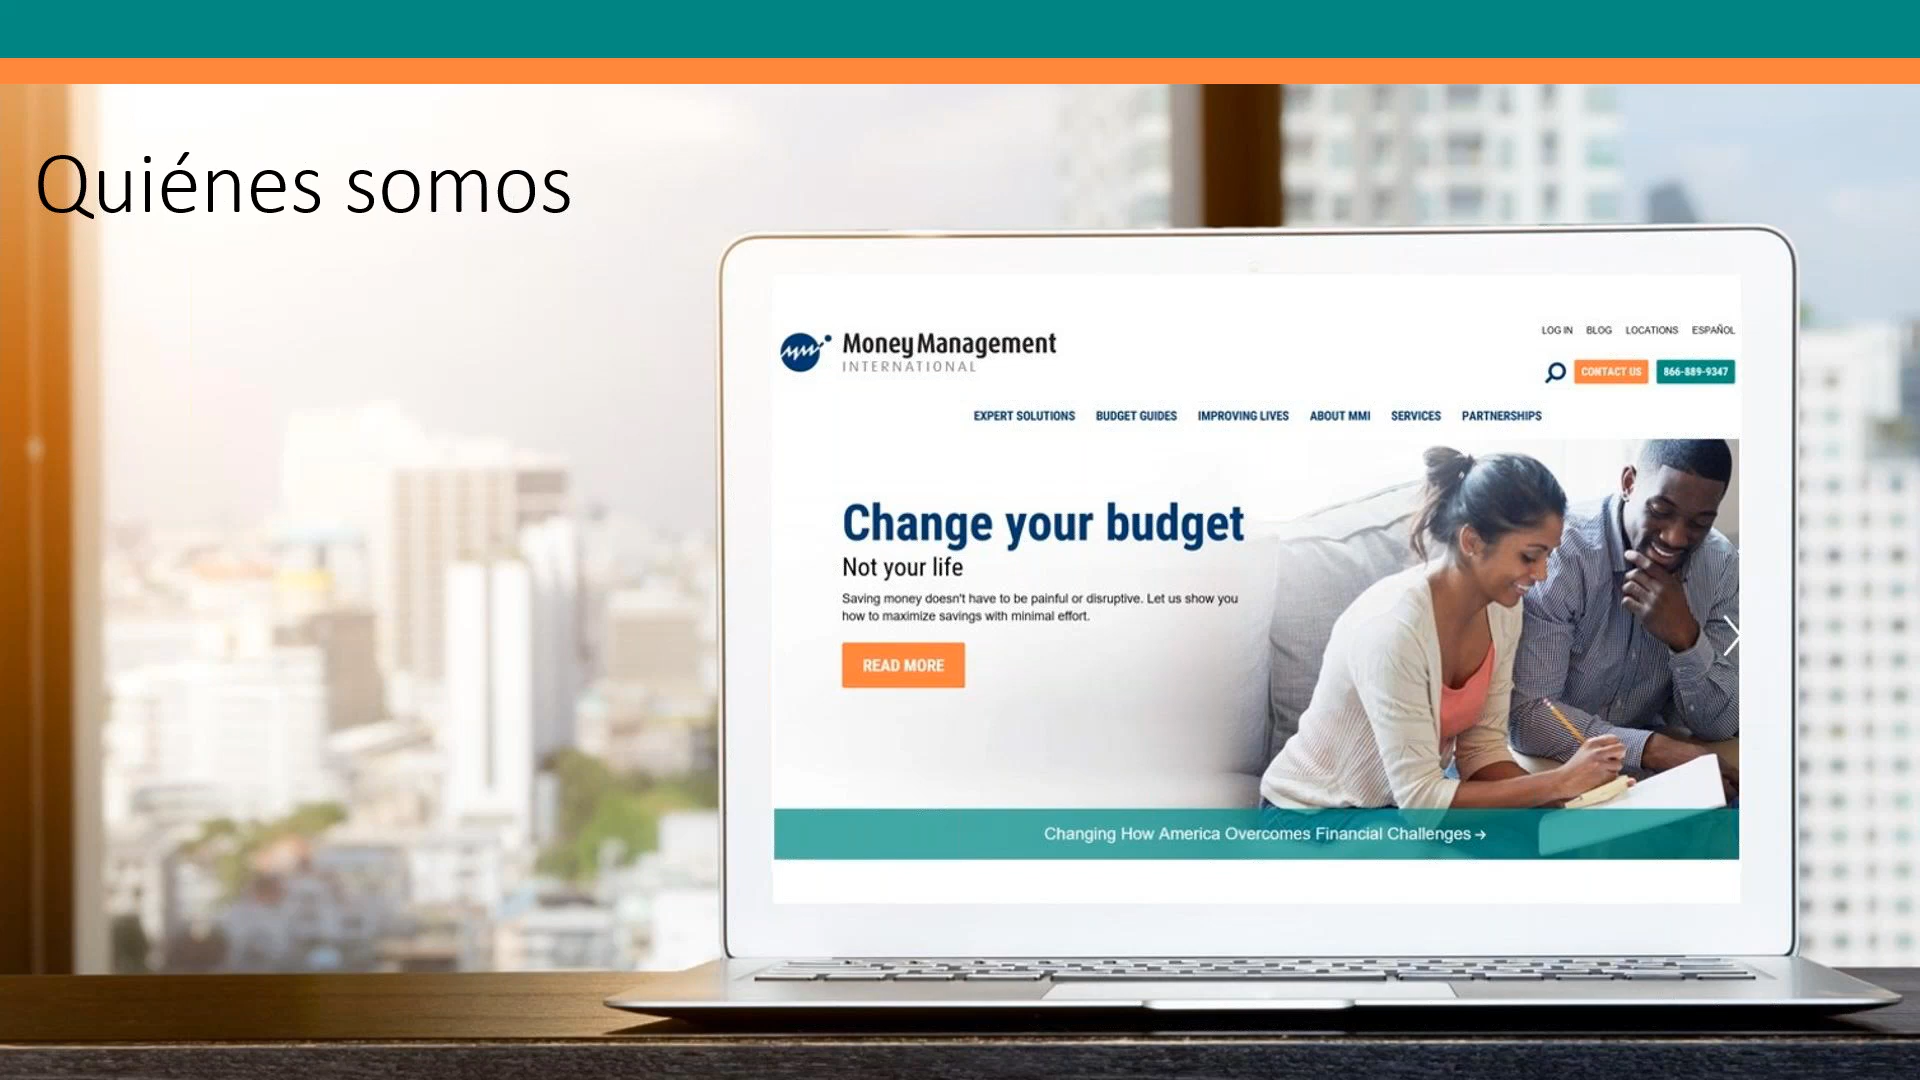 Quiénes somos
MoneyManagement
INTERNATIONAL
LOG IN BLOG LOCATIONS ESPAÑOL
CONTACT US 866-889-9347
EXPERT SOLUTIONS BUDGET GUIDES IMPROVING LIVES ABOUT MMI SERVICES PARTNERSHIPS
Change your budget
Not your life
Saving money doesn't have to be painful or disruptive. Let us show you
how to maximize savings with minimal effort.
READ MORE
Changing How America Overcomes Financial Challenges →